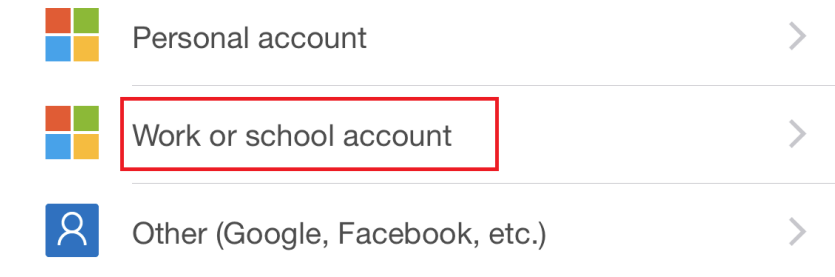 Personal account
Work or school account
Other (Google, Facebook, etc.)